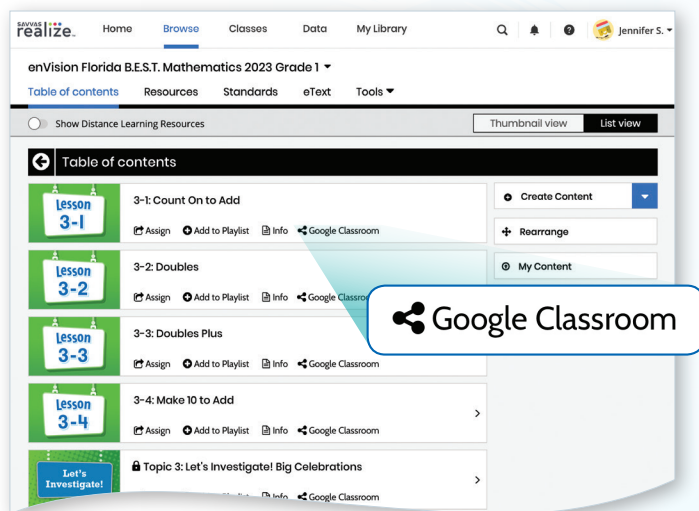 SAVVAS
realize. Home Browse Classes Data My Library Jennifer S.
enVision Florida B.E.S.T. Mathematics 2023 Grade 1
Table of contents Resources Standards eText Tools
Show Distance Learning Resources Thumbnail view List view
Table of contents
Lesson
3-1
3-1: Count On to Add
Assign Add to Playlist Info Google Classroom
Create Content
Rearrange
My Content
Lesson
3-2
3-2: Doubles
Assign Add to Playlist Info Google Classroo
Google Classroom
Lesson
3-3
3-3: Doubles Plus
Assign Add to Playlist Info Google Classroom
Lesson
3-4
3-4: Make 10 to Add
Assign Add to Playlist Info Google Classroom
Let's
Investigate!
Topic 3: Let's Investigate! Big Celebrations
Info Google Classroom